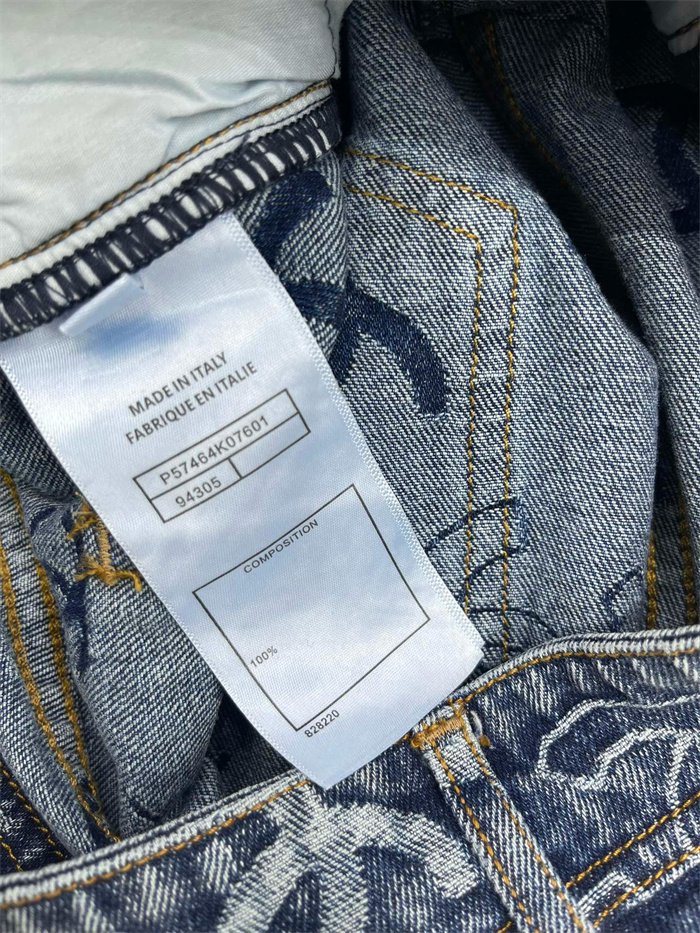 MADE IN ITALY
FABRIQUE EN ITALIE
P57464K07601
94305
COMPOSITION
100%
828220